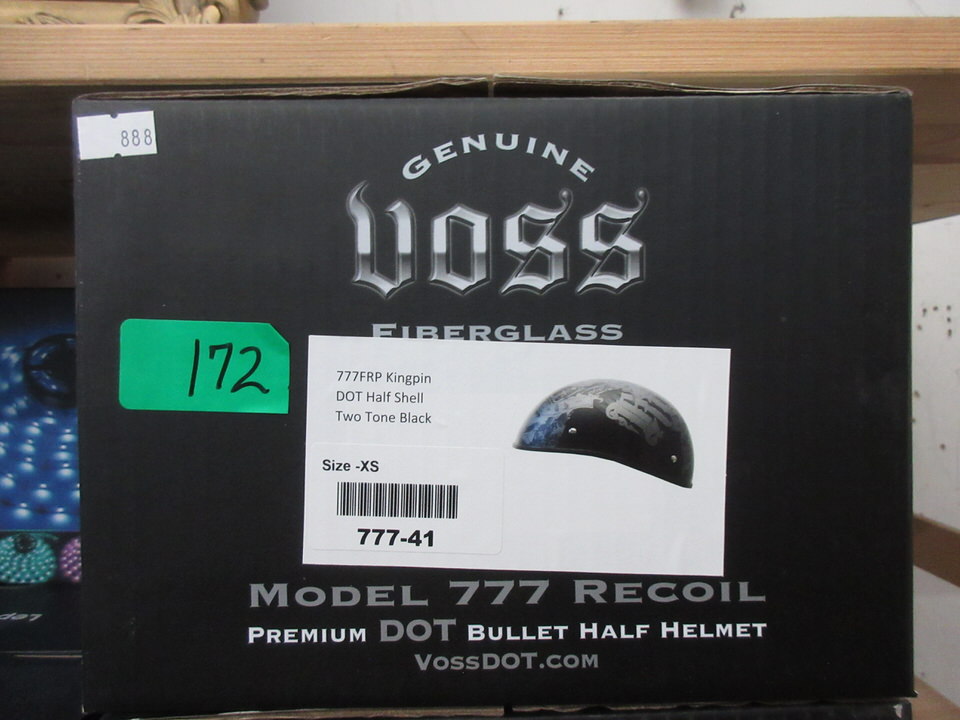 888
GENUINE
VOSS
FIBERGLASS
172
777FRP Kingpin
DOT Half Shell
Two Tone Black
Size -XS
777-41
MODEL 777 RECOIL
PREMIUM DOT BULLET HALF HELMET
VOSSDOT.COM